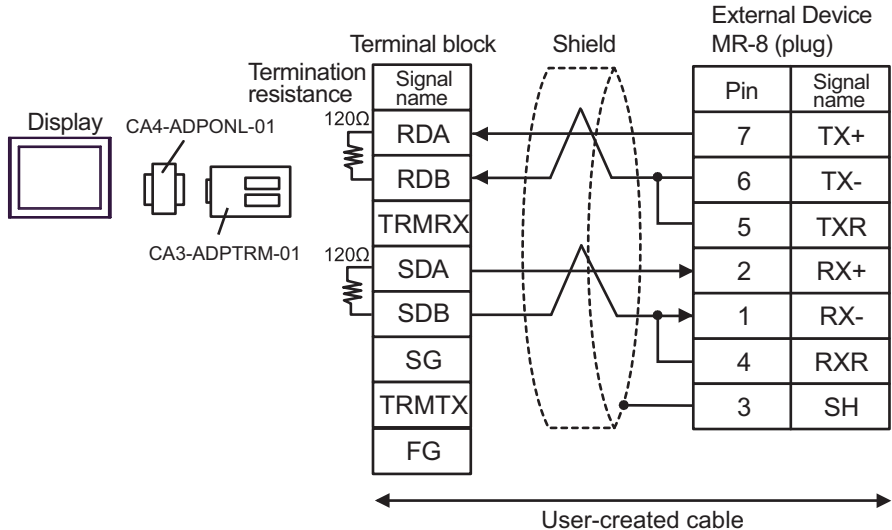 External Device
MR-8 (plug)
Terminal block
Shield
Termination
resistance
Signal
name
Pin
Signal
name
Display
CA4-ADPONL-01
CA3-ADPTRM-01
120Ω
RDA
7
TX+
RDB
6
TX-
TRMRX
5
TXR
120Ω
SDA
2
RX+
SDB
1
RX-
SG
4
RXR
TRMTX
3
SH
FG
User-created cable